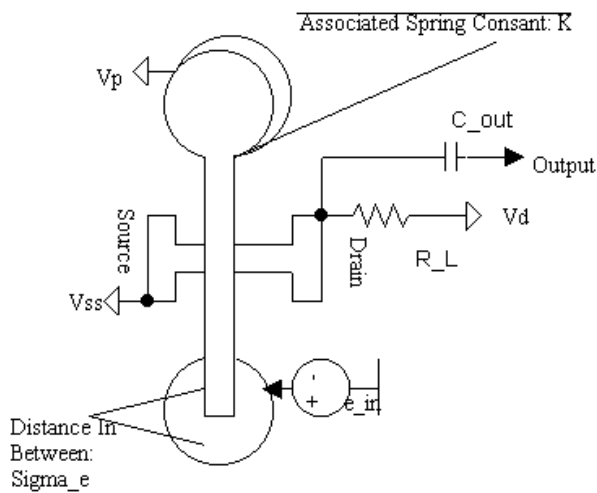 Associated Spring Consant: K
Vp
C_out
Output
Source
Vd
Drain
R_L
Vss
-
+
e_in
Distance In
Between:
Sigma_e